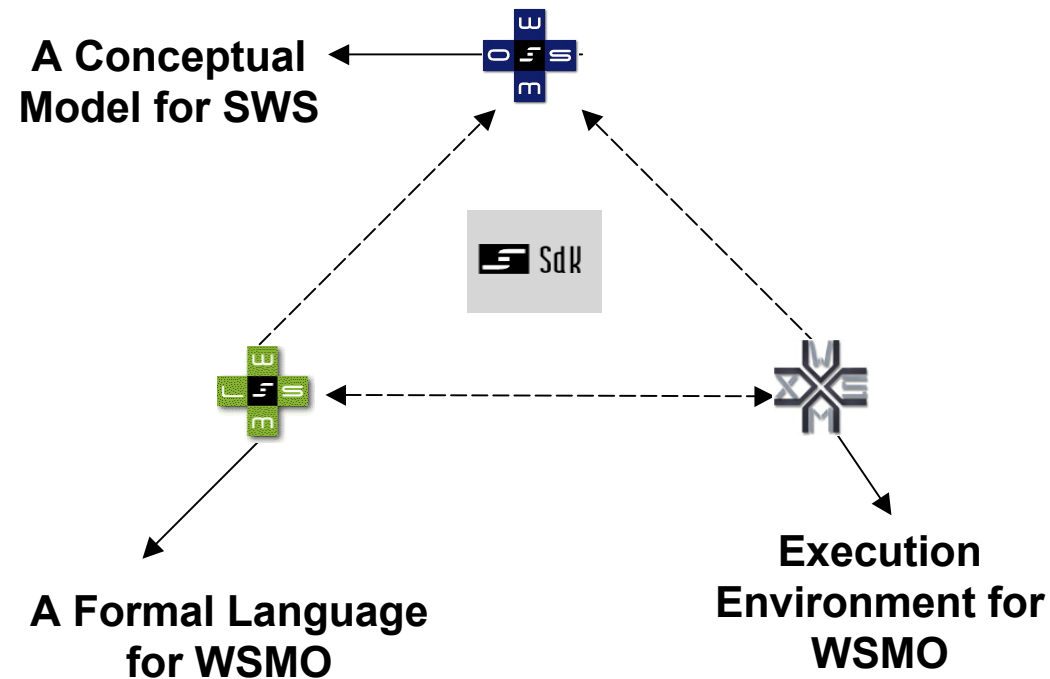 W
O S
M
A Conceptual
Model for SWS
SdK
W
L S
M
W
X S
M
A Formal Language
for WSMO
Execution
Environment for
WSMO